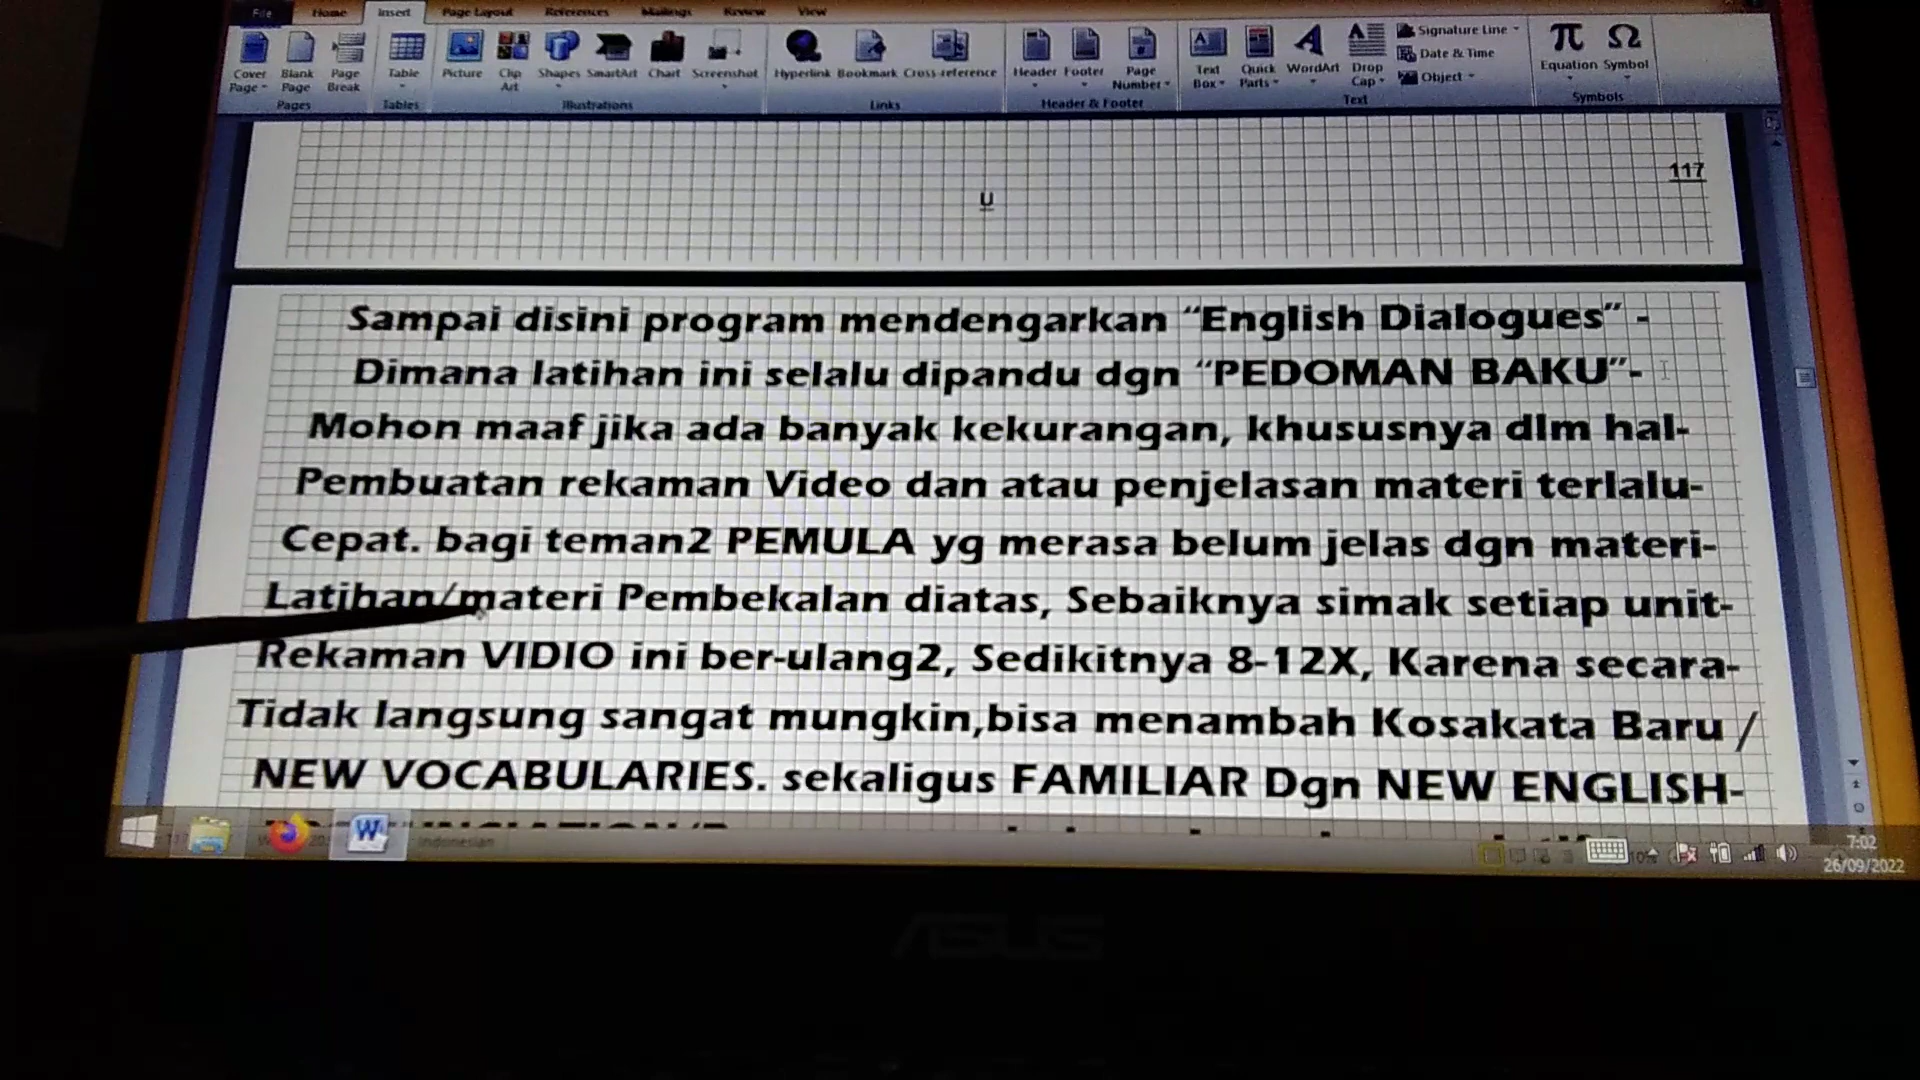 File Home Insert Page Layout References Mailings Review View
Cover Page Blank Page Page Break Table Picture Clip Art Shapes SmartArt Chart Screenshot Hyperlink Bookmark Cross-reference Header Footer Page Number Text Box Quick Parts WordArt Drop Cap Signature Line Date & Time Object Equation Symbol
Pages Tables Illustrations Links Header & Footer Text Symbols
117
u
Sampai disini program mendengarkan “English Dialogues” -
Dimana latihan ini selalu dipandu dgn “PEDOMAN BAKU”-
Mohon maaf jika ada banyak kekurangan, khususnya dlm hal-
Pembuatan rekaman Video dan atau penjelasan materi terlalu-
Cepat. bagi teman2 PEMULA yg merasa belum jelas dgn materi-
Latihan/materi Pembekalan diatas, Sebaiknya simak setiap unit-
Rekaman VIDIO ini ber-ulang2, Sedikitnya 8-12X, Karena secara-
Tidak langsung sangat mungkin,bisa menambah Kosakata Baru /
NEW VOCABULARIES. sekaligus FAMILIAR Dgn NEW ENGLISH-
Indonesian
7:02
26/09/2022
ASUS